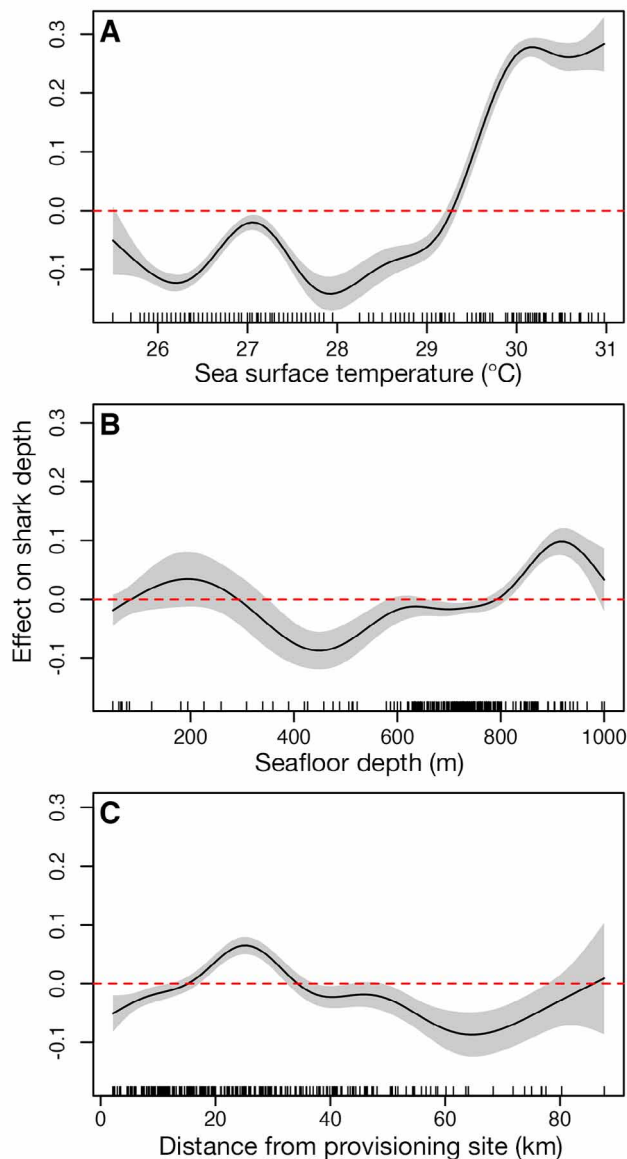 A
0.3
0.2
0.1
0.0
-0.1
26 27 28 29 30 31
Sea surface temperature (°C)
Effect on shark depth
B
0.3
0.2
0.1
0.0
-0.1
200 400 600 800 1000
Seafloor depth (m)
C
0.3
0.2
0.1
0.0
-0.1
0 20 40 60 80
Distance from provisioning site (km)